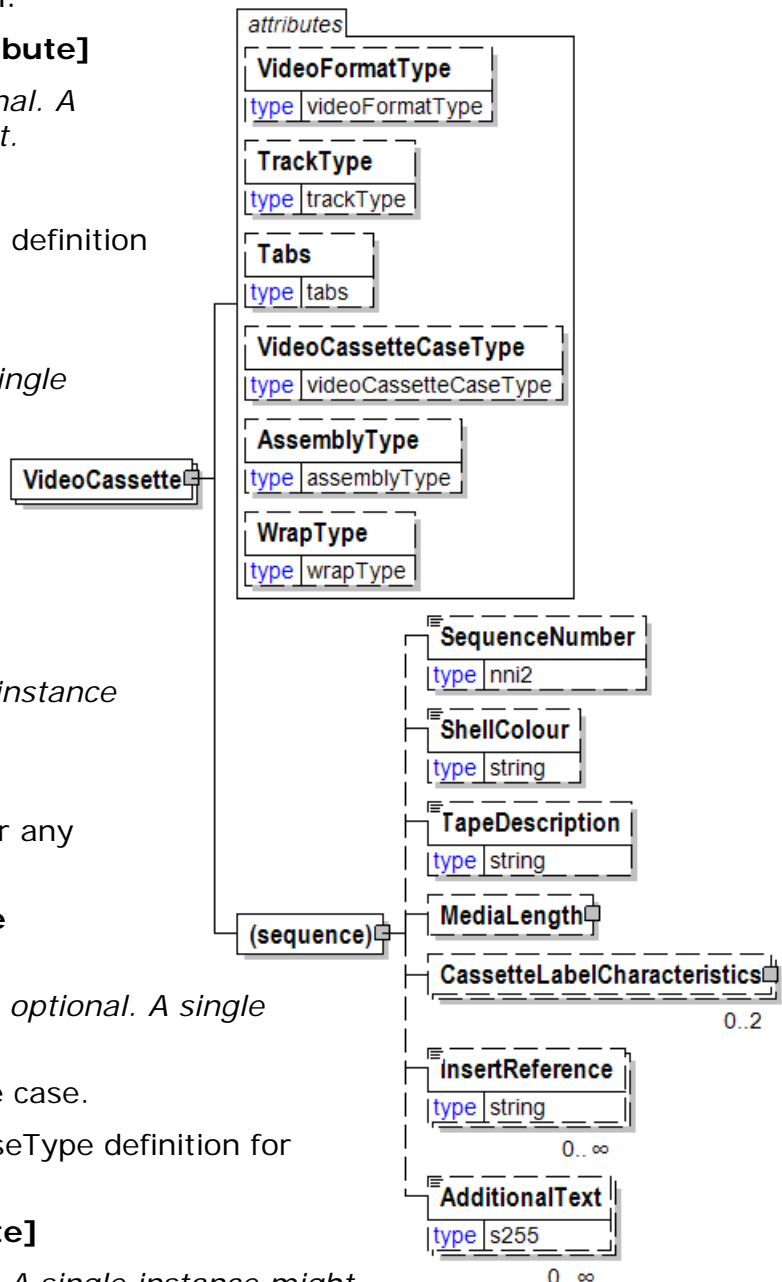 bute]
nal. A
t.
definition
ingle
instance
r any
e
optional. A single
e case.
seType definition for
te]
A single instance might
VideoCassette
attributes
VideoFormatType
type videoFormatType
TrackType
type trackType
Tabs
type tabs
VideoCassetteCaseType
type videoCassetteCaseType
AssemblyType
type assemblyType
WrapType
type wrapType
(sequence)
SequenceNumber
type nni2
ShellColour
type string
TapeDescription
type string
MediaLength
CassetteLabelCharacteristics
0..2
InsertReference
type string
0..∞
AdditionalText
type s255
0..∞